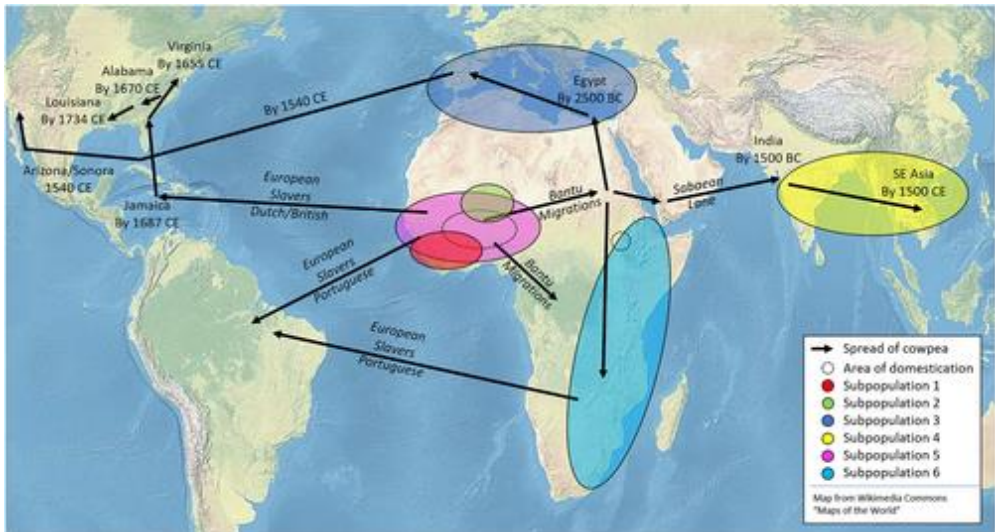 Virginia
By 1655 CE
Alabama
By 1670 CE
Louisiana
By 1734 CE
By 1540 CE
Egypt
By 2500 BC
India
By 1500 BC
SE Asia
By 1500 CE
Arizona/Sonora
1540 CE
Jamaica
By 1687 CE
European
Slavers
Dutch/British
Bantu
Migrations
Sabaean
Lane
European
Slavers
Portuguese
Bantu
Migrations
European
Slavers
Portuguese
Spread of cowpea
Area of domestication
Subpopulation 1
Subpopulation 2
Subpopulation 3
Subpopulation 4
Subpopulation 5
Subpopulation 6
Map from Wikimedia Commons
"Maps of the World"